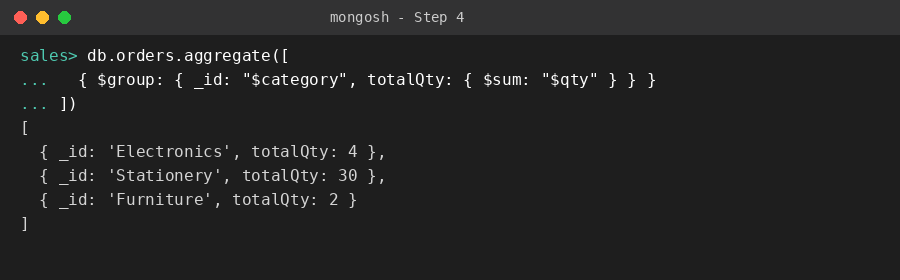 mongosh - Step 4
sales> db.orders.aggregate([
...   { $group: { _id: "$category", totalQty: { $sum: "$qty" } } }
... ])
[
  { _id: 'Electronics', totalQty: 4 },
  { _id: 'Stationery', totalQty: 30 },
  { _id: 'Furniture', totalQty: 2 }
]